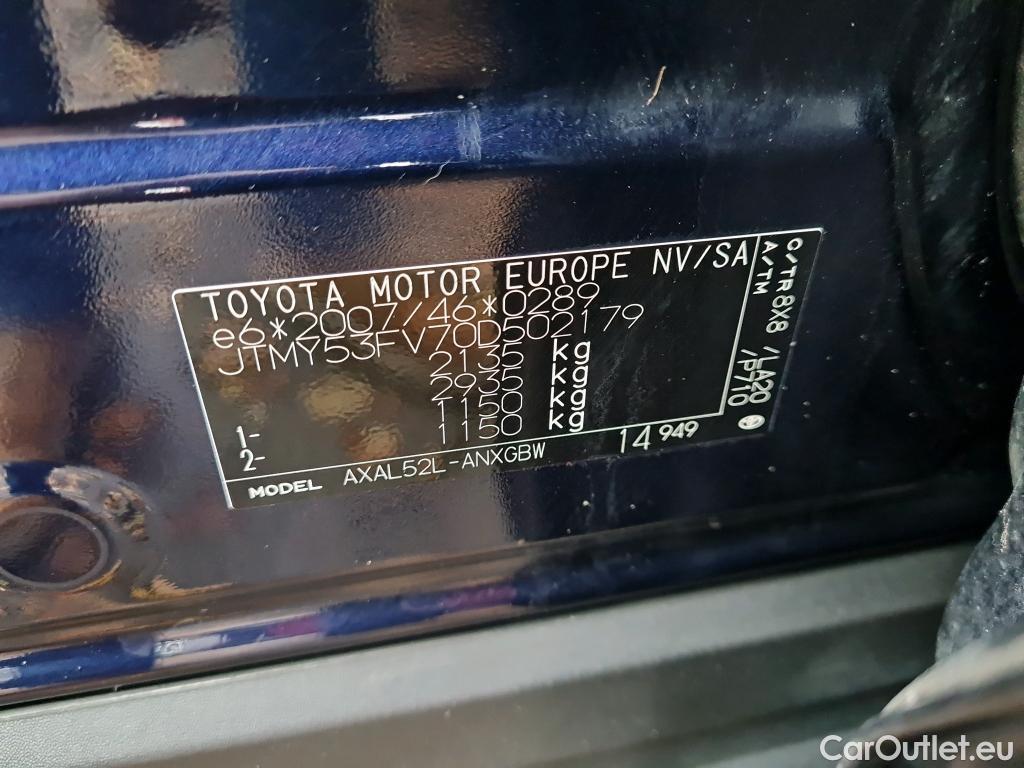 TOYOTA MOTOR EUROPE NV/SA
e6*2007/46*0289
JTMY53FV70D502179
2135 kg
2935 kg
1- 1150 kg
2- 1150 kg
MODEL AXAL52L-ANXGBW
14 949
C/TR 8X8 /LA20
A/TM /P710
CarOutlet.eu